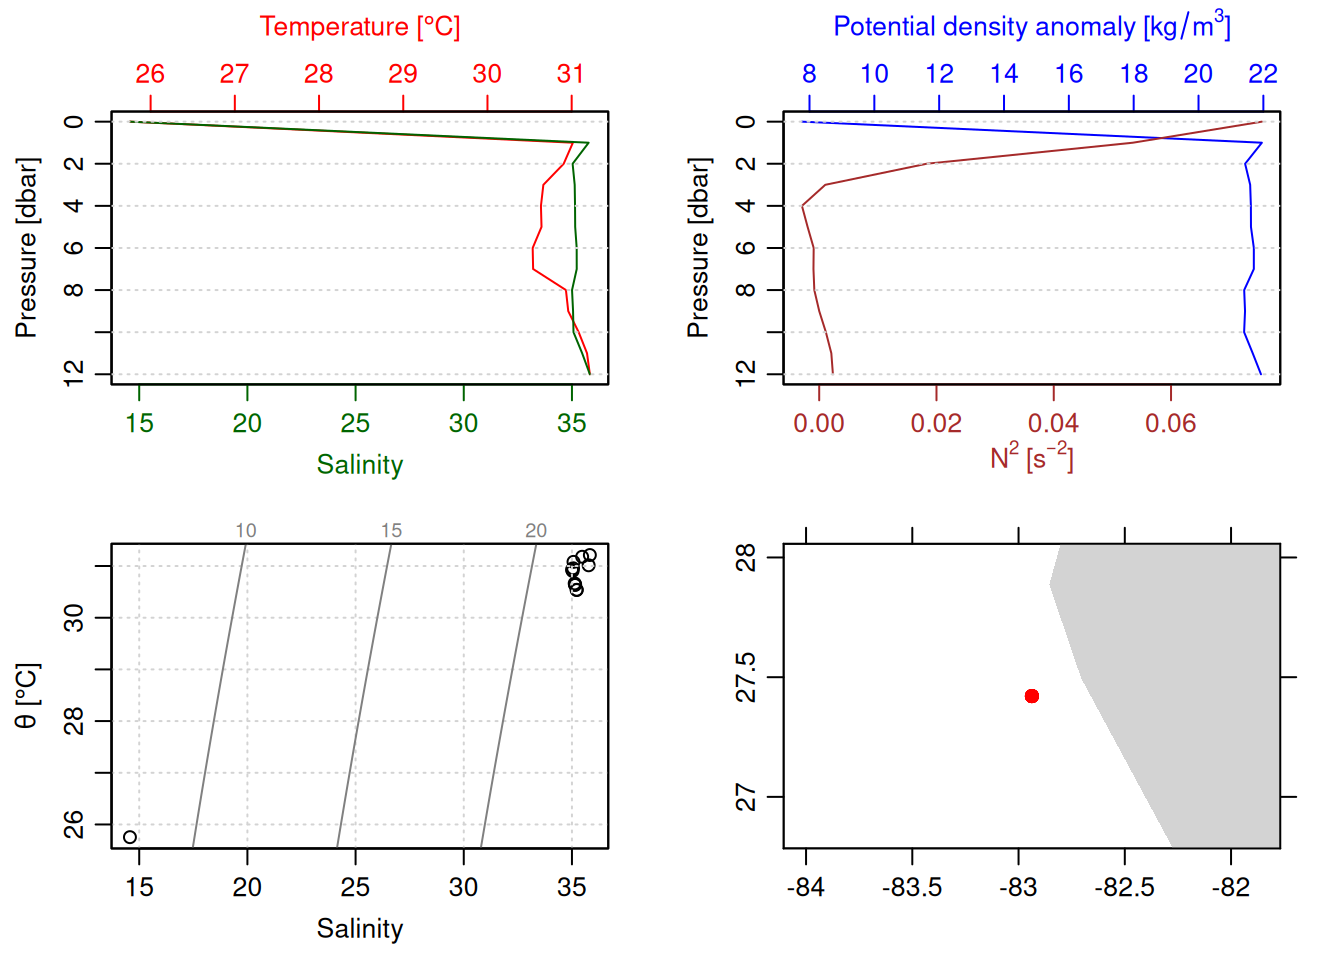 Temperature [°C]
26 27 28 29 30 31
Pressure [dbar]
0
2
4
6
8
12
15 20 25 30 35
Salinity
Potential density anomaly [kg/m³]
8 10 12 14 16 18 20 22
Pressure [dbar]
0
2
4
6
8
12
0.00 0.02 0.04 0.06
N² [s⁻²]
10 15 20
θ [°C]
30
28
26
15 20 25 30 35
Salinity
28
27.5
27
-84 -83.5 -83 -82.5 -82